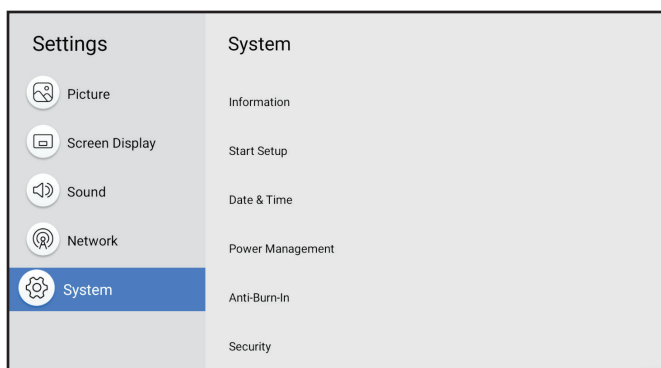 Settings
Picture
Screen Display
Sound
Network
System
System
Information
Start Setup
Date & Time
Power Management
Anti-Burn-In
Security